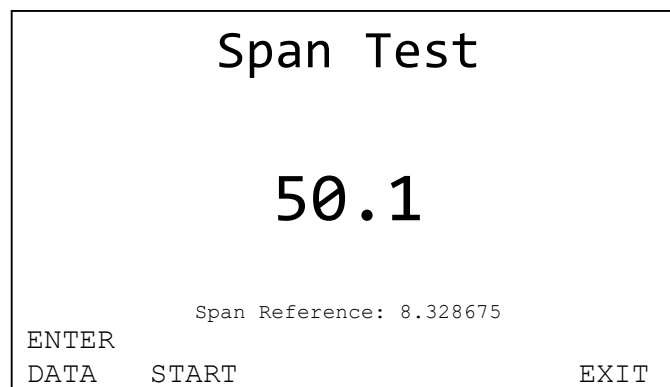 Span Test
50.1
Span Reference: 8.328675
ENTER
DATA START EXIT